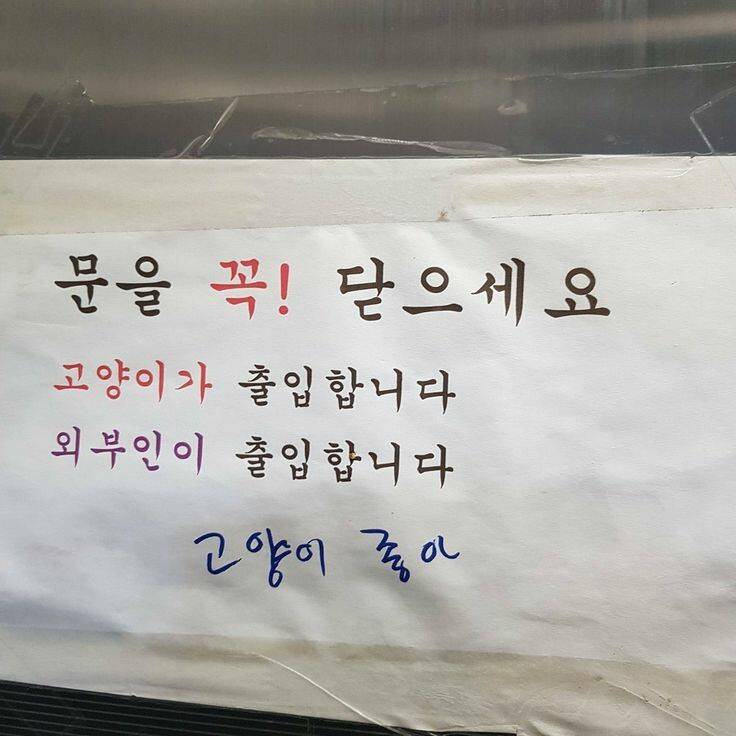 문을 꼭! 닫으세요
고양이가 출입합니다
외부인이 출입합니다
고양이 좋아